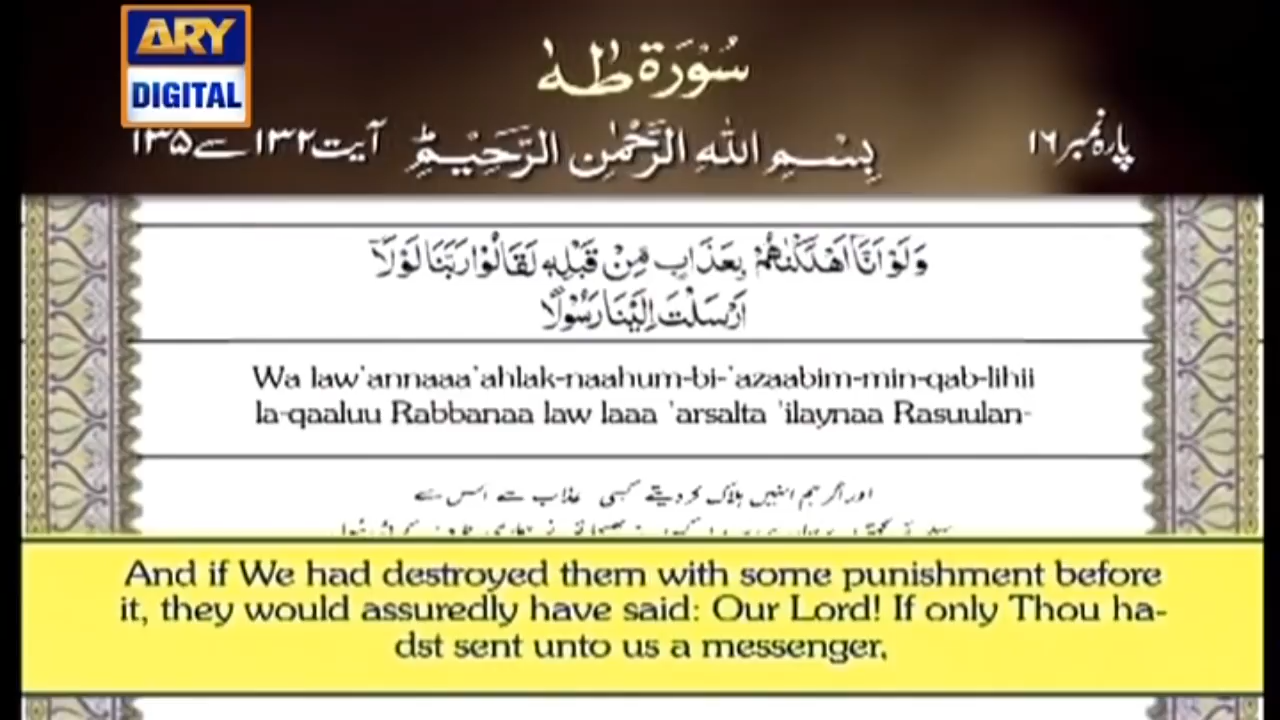 ARY
DIGITAL
سُوْرَةُ طٰهٰ
پارہ نمبر ۱۶
بِسْمِ اللهِ الرَّحْمٰنِ الرَّحِيْمِ
آیت ۱۳۲ سے ۱۳۵
وَلَوْ اَنَّاۤ اَهْلَكْنٰهُمْ بِعَذَابٍ مِّنْ قَبْلِهٖ لَقَالُوْا رَبَّنَا لَوْلَاۤ
اَرْسَلْتَ اِلَيْنَا رَسُوْلًا
Wa law'annaaa'ahlak-naahum-bi-'azaabim-min-qab-lihii
la-qaaluu Rabbanaa law laaa 'arsalta 'ilaynaa Rasuulan-
اور اگر ہم انہیں ہلاک کر دیتے کسی عذاب سے اس سے
And if We had destroyed them with some punishment before
it, they would assuredly have said: Our Lord! If only Thou ha-
dst sent unto us a messenger,